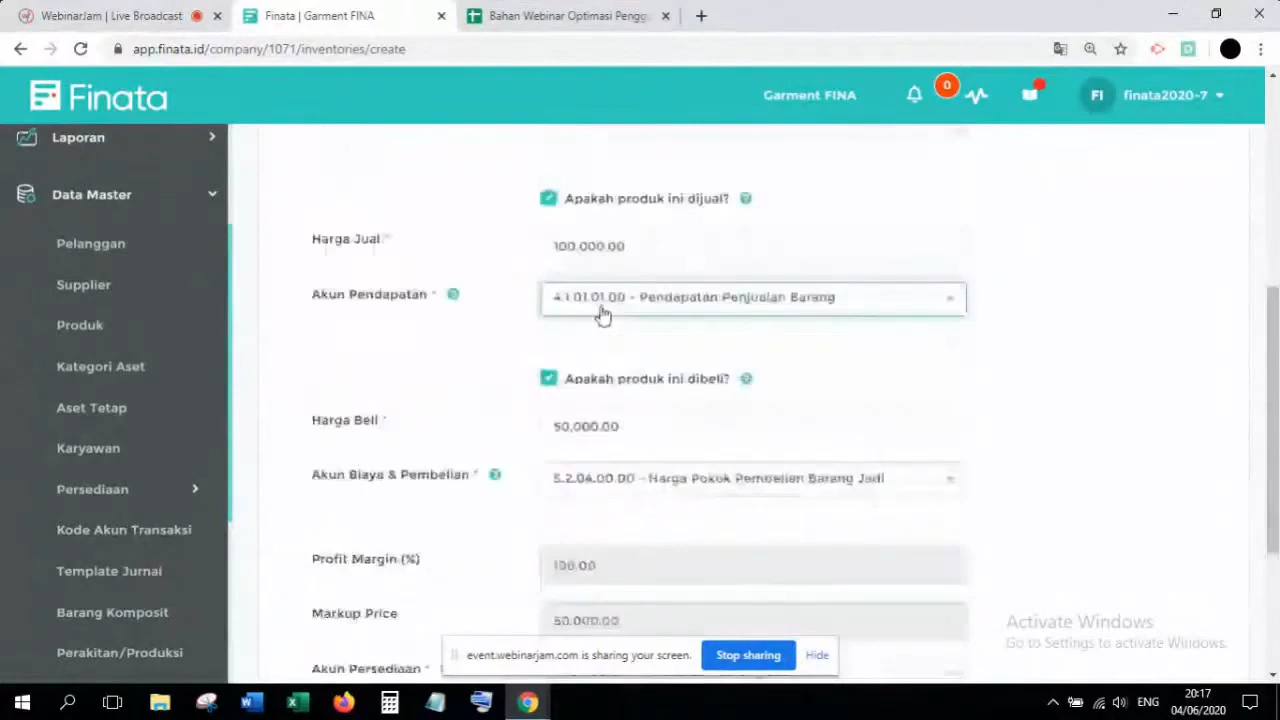 WebinarJam | Live Broadcast
Finata | Garment FINA
Bahan Webinar Optimasi Pengg
app.finata.id/company/1071/inventories/create
Finata
Garment FINA
0
FI
finata2020-7
Laporan
Data Master
Pelanggan
Supplier
Produk
Kategori Aset
Aset Tetap
Karyawan
Persediaan
Kode Akun Transaksi
Template Jurnal
Barang Komposit
Perakitan/Produksi
Apakah produk ini dijual?
Harga Jual *
100,000.00
Akun Pendapatan *
4.1.01.01.00 - Pendapatan Penjualan Barang
Apakah produk ini dibeli?
Harga Beli *
50,000.00
Akun Biaya & Pembelian *
5.2.04.00.00 - Harga Pokok Pembelian Barang Jadi
Profit Margin (%)
100.00
Markup Price
50,000.00
Akun Persediaan *
Activate Windows
Go to Settings to activate Windows.
event.webinarjam.com is sharing your screen.
Stop sharing
Hide
ENG
20:17
04/06/2020